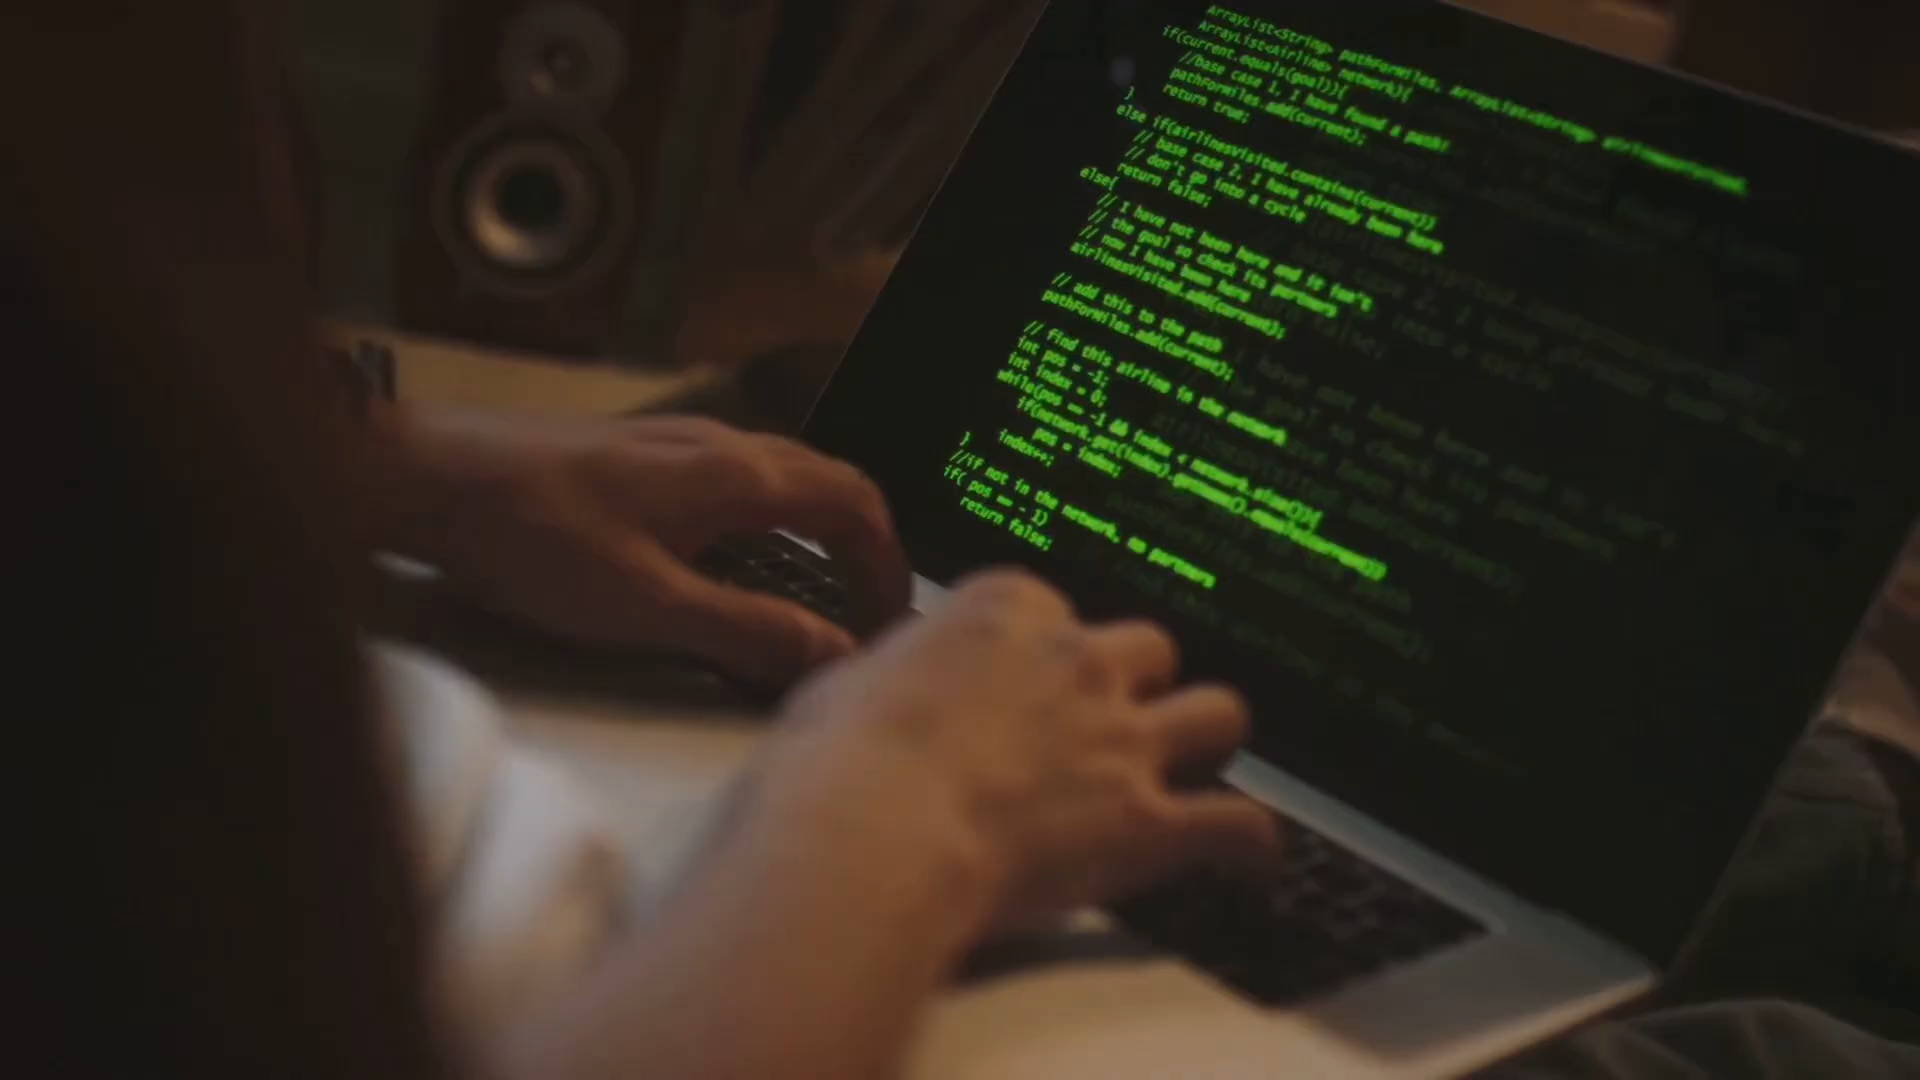 ArrayList<String> pathForMiles, ArrayList<String>
ArrayList<Airline> network){
if(current.equals(goal)){
//base case 1, I have found a path!
pathForMiles.add(current);
return true;
}
else if(airlinesVisited.contains(current))
// base case 2, I have already been here
// don't go into a cycle
return false;
else{
// I have not been here and it isn't
// the goal so check its partners
// now I have been here
airlinesVisited.add(current);
// add this to the path
pathForMiles.add(current);
// find this airline in the network
int pos = -1;
int index = 0;
while(pos == -1 && index < network.size()){
if(network.get(index).getName().equals(current))
pos = index;
index++;
}
//if not in the network, no partners
if( pos == - 1)
return false;